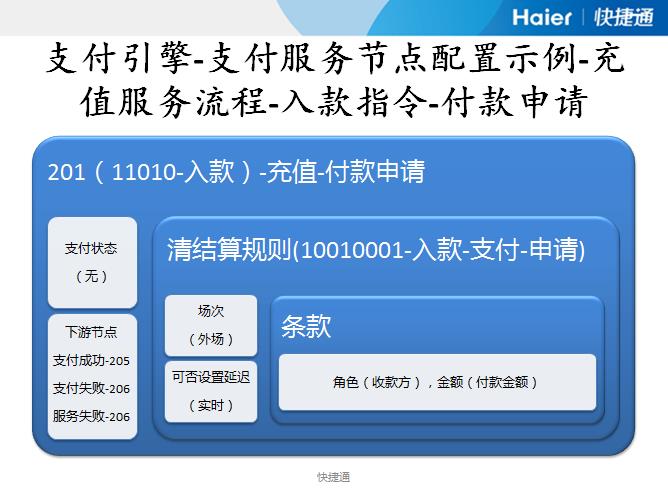 Haier 快捷通
支付引擎-支付服务节点配置示例-充
值服务流程-入款指令-付款申请
201（11010-入款）-充值-付款申请
支付状态
（无）
下游节点
支付成功-205
支付失败-206
服务失败-206
清结算规则(10010001-入款-支付-申请)
场次
（外场）
可否设置延迟
（实时）
条款
角色（收款方），金额（付款金额）
快捷通